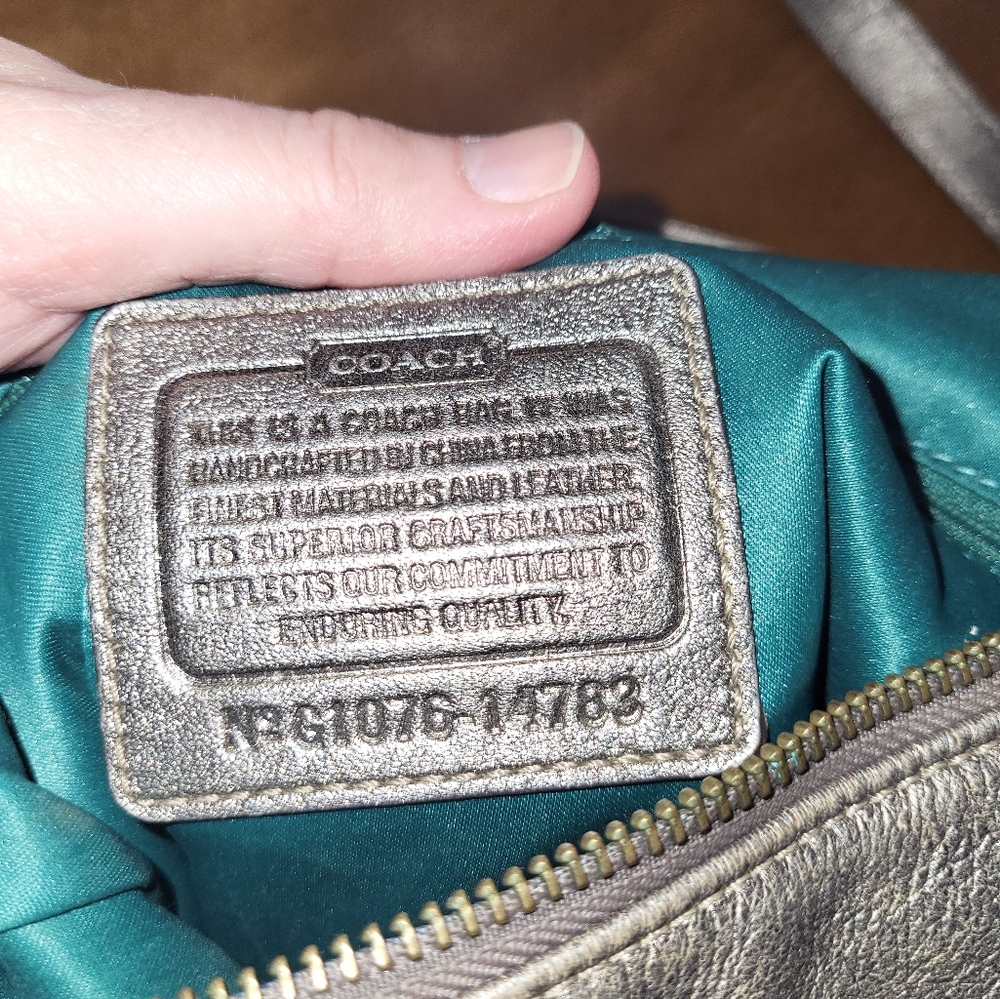 COACH
THIS IS A COACH BAG. IT WAS
HANDCRAFTED IN CHINA FROM THE
FINEST MATERIALS AND LEATHER.
ITS SUPERIOR CRAFTSMANSHIP
REFLECTS OUR COMMITMENT TO
ENDURING QUALITY.
Nº G1076-14783